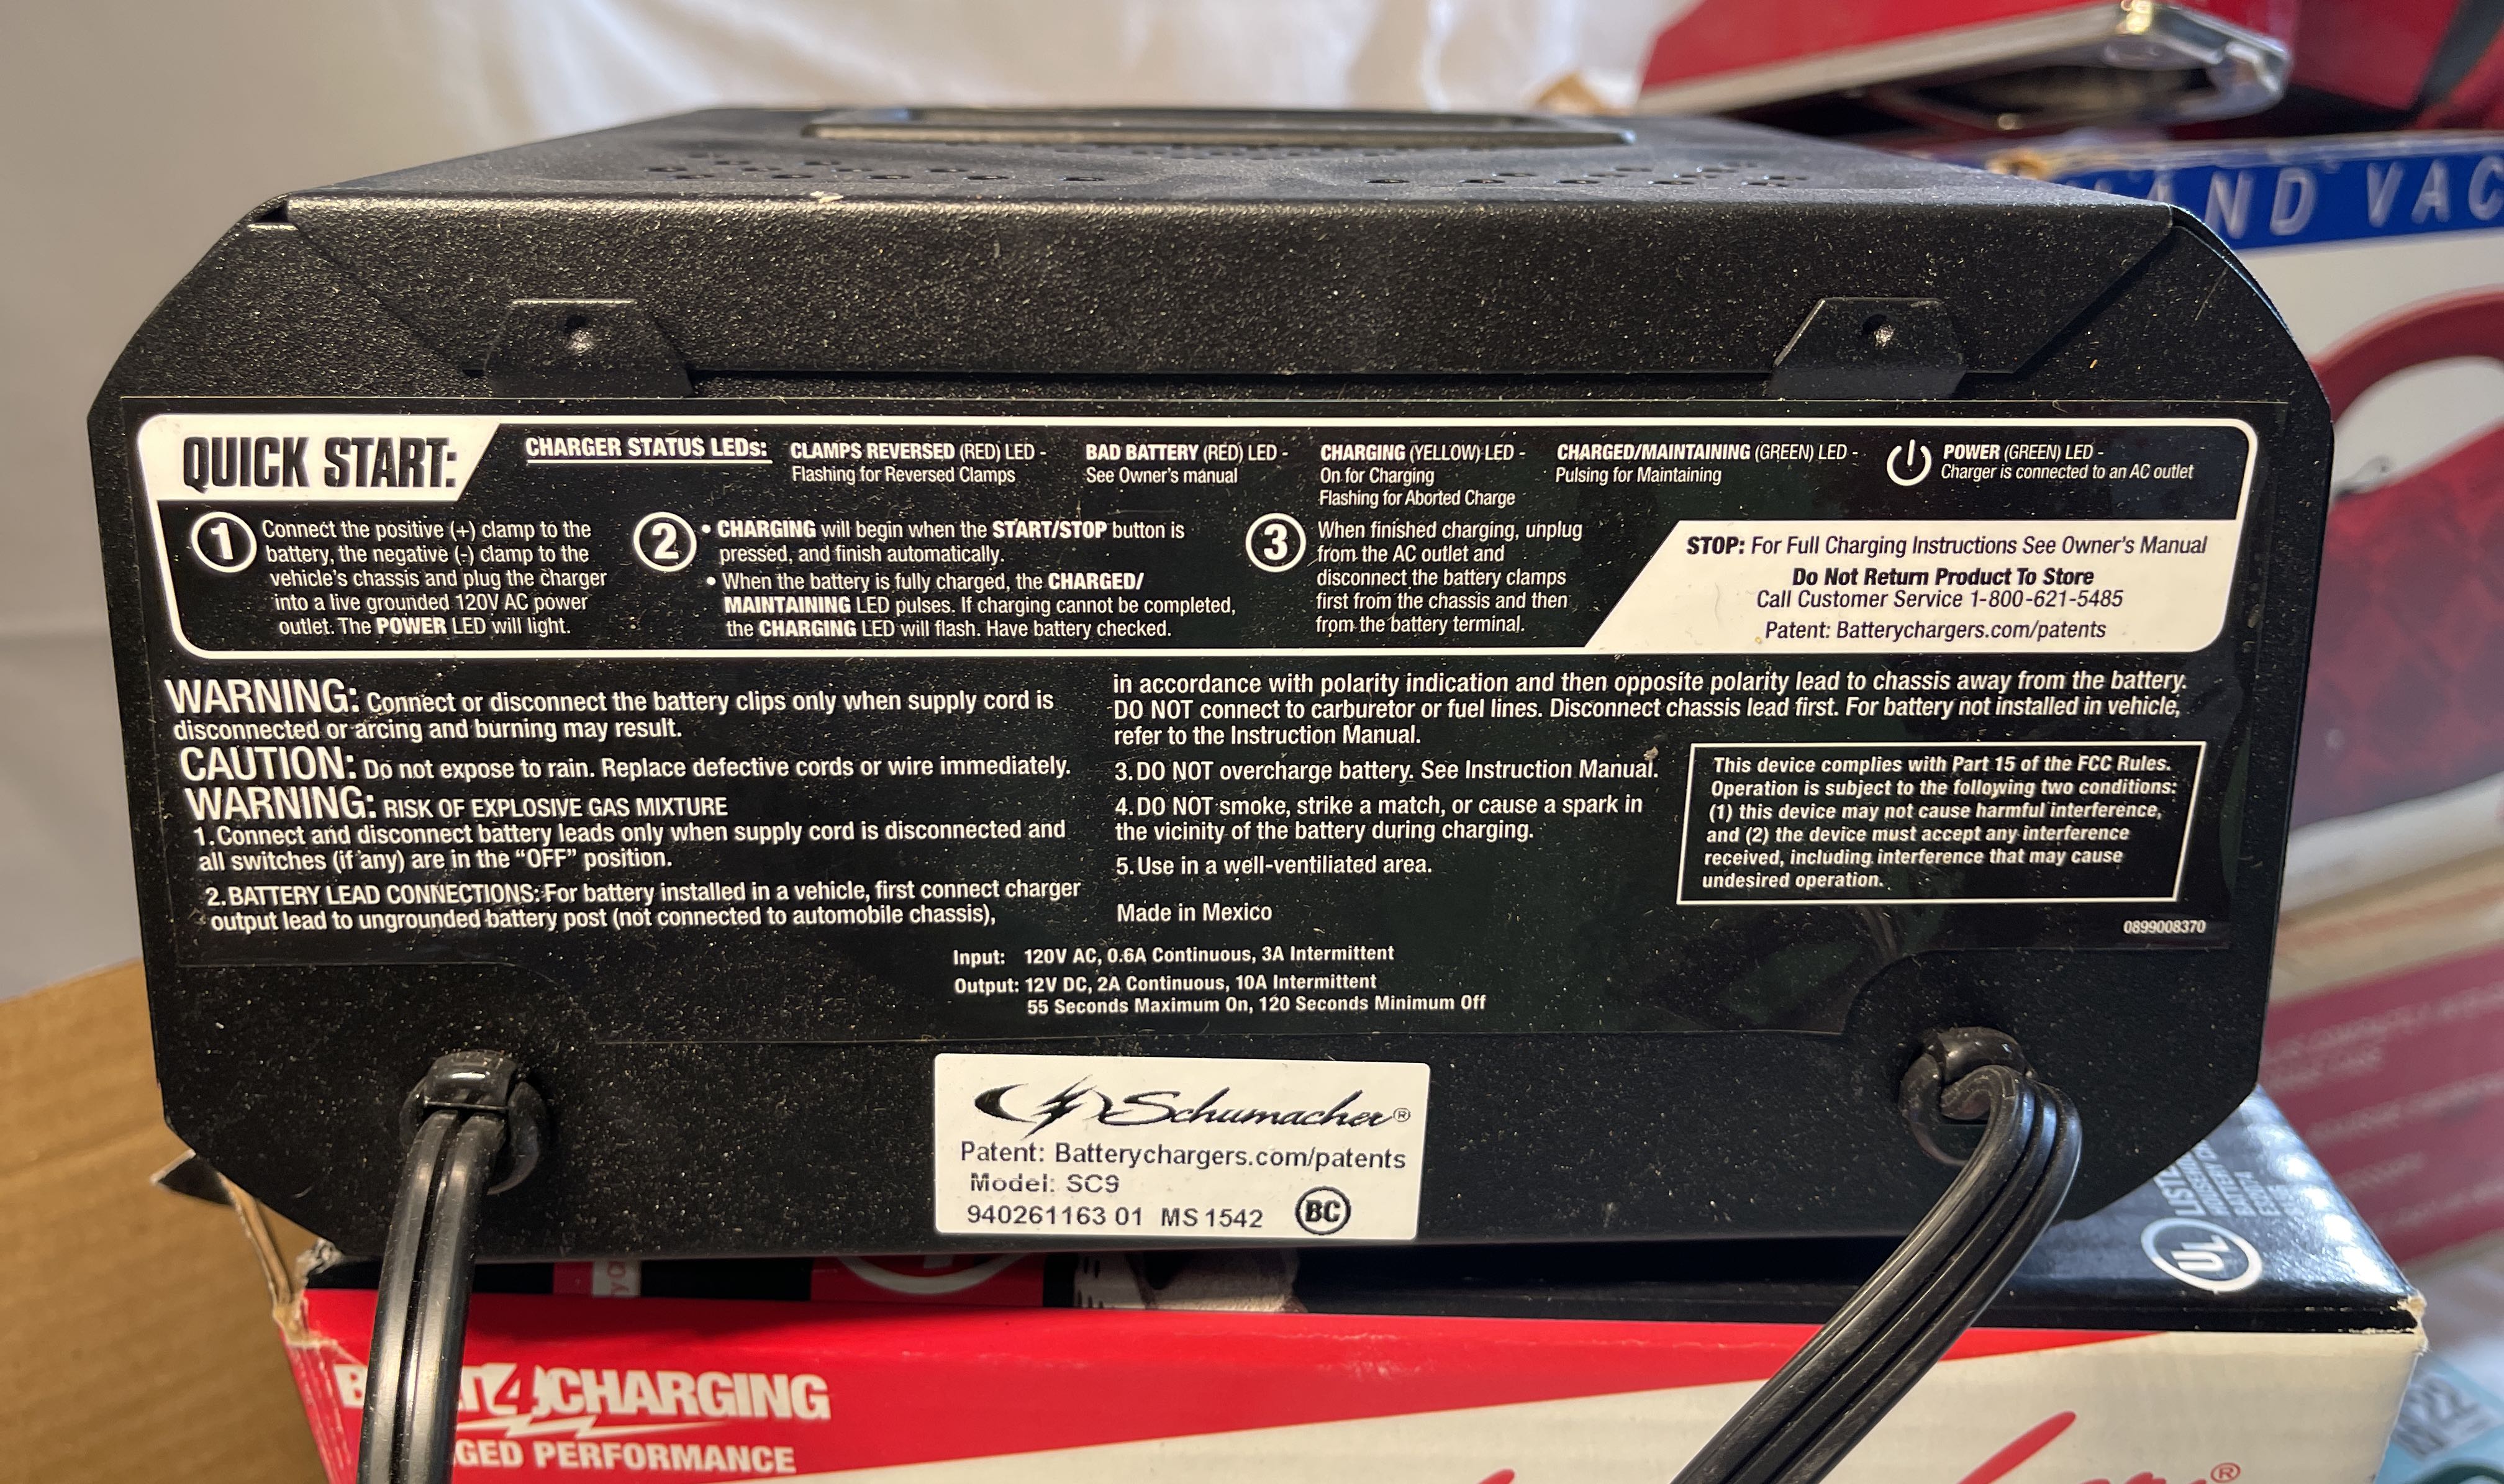 QUICK START:
CHARGER STATUS LEDs:
CLAMPS REVERSED (RED) LED -
Flashing for Reversed Clamps
BAD BATTERY (RED) LED -
See Owner's manual
CHARGING (YELLOW) LED -
On for Charging
Flashing for Aborted Charge
CHARGED/MAINTAINING (GREEN) LED -
Pulsing for Maintaining
POWER (GREEN) LED -
Charger is connected to an AC outlet
1 Connect the positive (+) clamp to the
battery, the negative (-) clamp to the
vehicle's chassis and plug the charger
into a live grounded 120V AC power
outlet. The POWER LED will light.
2 • CHARGING will begin when the START/STOP button is
pressed, and finish automatically.
• When the battery is fully charged, the CHARGED/
MAINTAINING LED pulses. If charging cannot be completed,
the CHARGING LED will flash. Have battery checked.
3 When finished charging, unplug
from the AC outlet and
disconnect the battery clamps
first from the chassis and then
from the battery terminal.
STOP: For Full Charging Instructions See Owner's Manual
Do Not Return Product To Store
Call Customer Service 1-800-621-5485
Patent: Batterychargers.com/patents
WARNING: Connect or disconnect the battery clips only when supply cord is
disconnected or arcing and burning may result.
CAUTION: Do not expose to rain. Replace defective cords or wire immediately.
WARNING: RISK OF EXPLOSIVE GAS MIXTURE
1. Connect and disconnect battery leads only when supply cord is disconnected and
all switches (if any) are in the “OFF” position.
2. BATTERY LEAD CONNECTIONS: For battery installed in a vehicle, first connect charger
output lead to ungrounded battery post (not connected to automobile chassis),
in accordance with polarity indication and then opposite polarity lead to chassis away from the battery.
DO NOT connect to carburetor or fuel lines. Disconnect chassis lead first. For battery not installed in vehicle,
refer to the Instruction Manual.
3. DO NOT overcharge battery. See Instruction Manual.
4. DO NOT smoke, strike a match, or cause a spark in
the vicinity of the battery during charging.
5. Use in a well-ventiliated area.
Made in Mexico
This device complies with Part 15 of the FCC Rules.
Operation is subject to the following two conditions:
(1) this device may not cause harmful interference,
and (2) the device must accept any interference
received, including interference that may cause
undesired operation.
0899008370
Input: 120V AC, 0.6A Continuous, 3A Intermittent
Output: 12V DC, 2A Continuous, 10A Intermittent
55 Seconds Maximum On, 120 Seconds Minimum Off
Schumacher®
Patent: Batterychargers.com/patents
Model: SC9
940261163 01 MS 1542 BC
AND VAC
UL
LISTED
CHARGING
PERFORMANCE